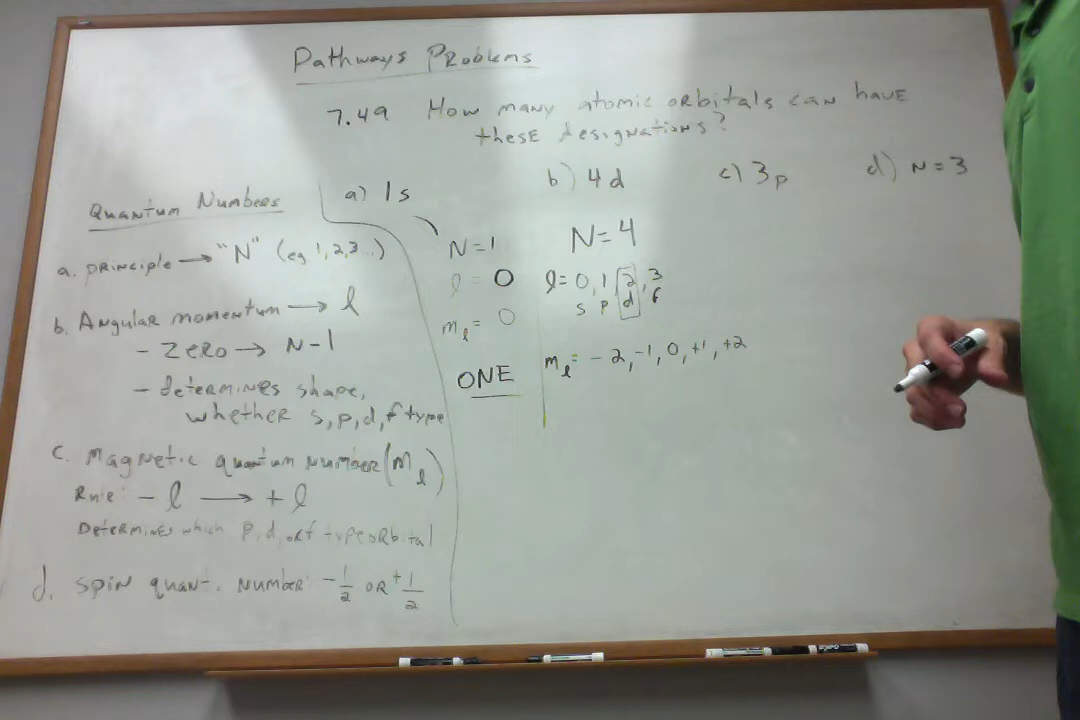 Pathways Problems
7.49 How many atomic orbitals can have
these designations?
a) 1s
b) 4d
c) 3p
d) N=3
Quantum Numbers
a. principle → "N" (eg 1,2,3..)
b. Angular momentum → l
- Zero → N-1
- determines shape,
whether s, p, d, f type
c. Magnetic quantum number (m l)
Rule: - l → + l
Determines which p, d, or f type orbital
d. Spin quant. Number - 1/2 OR + 1/2
N=1
l = 0
m l = 0
ONE
N=4
l = 0, 1, 2, 3
s p d f
m l = -2, -1, 0, +1, +2